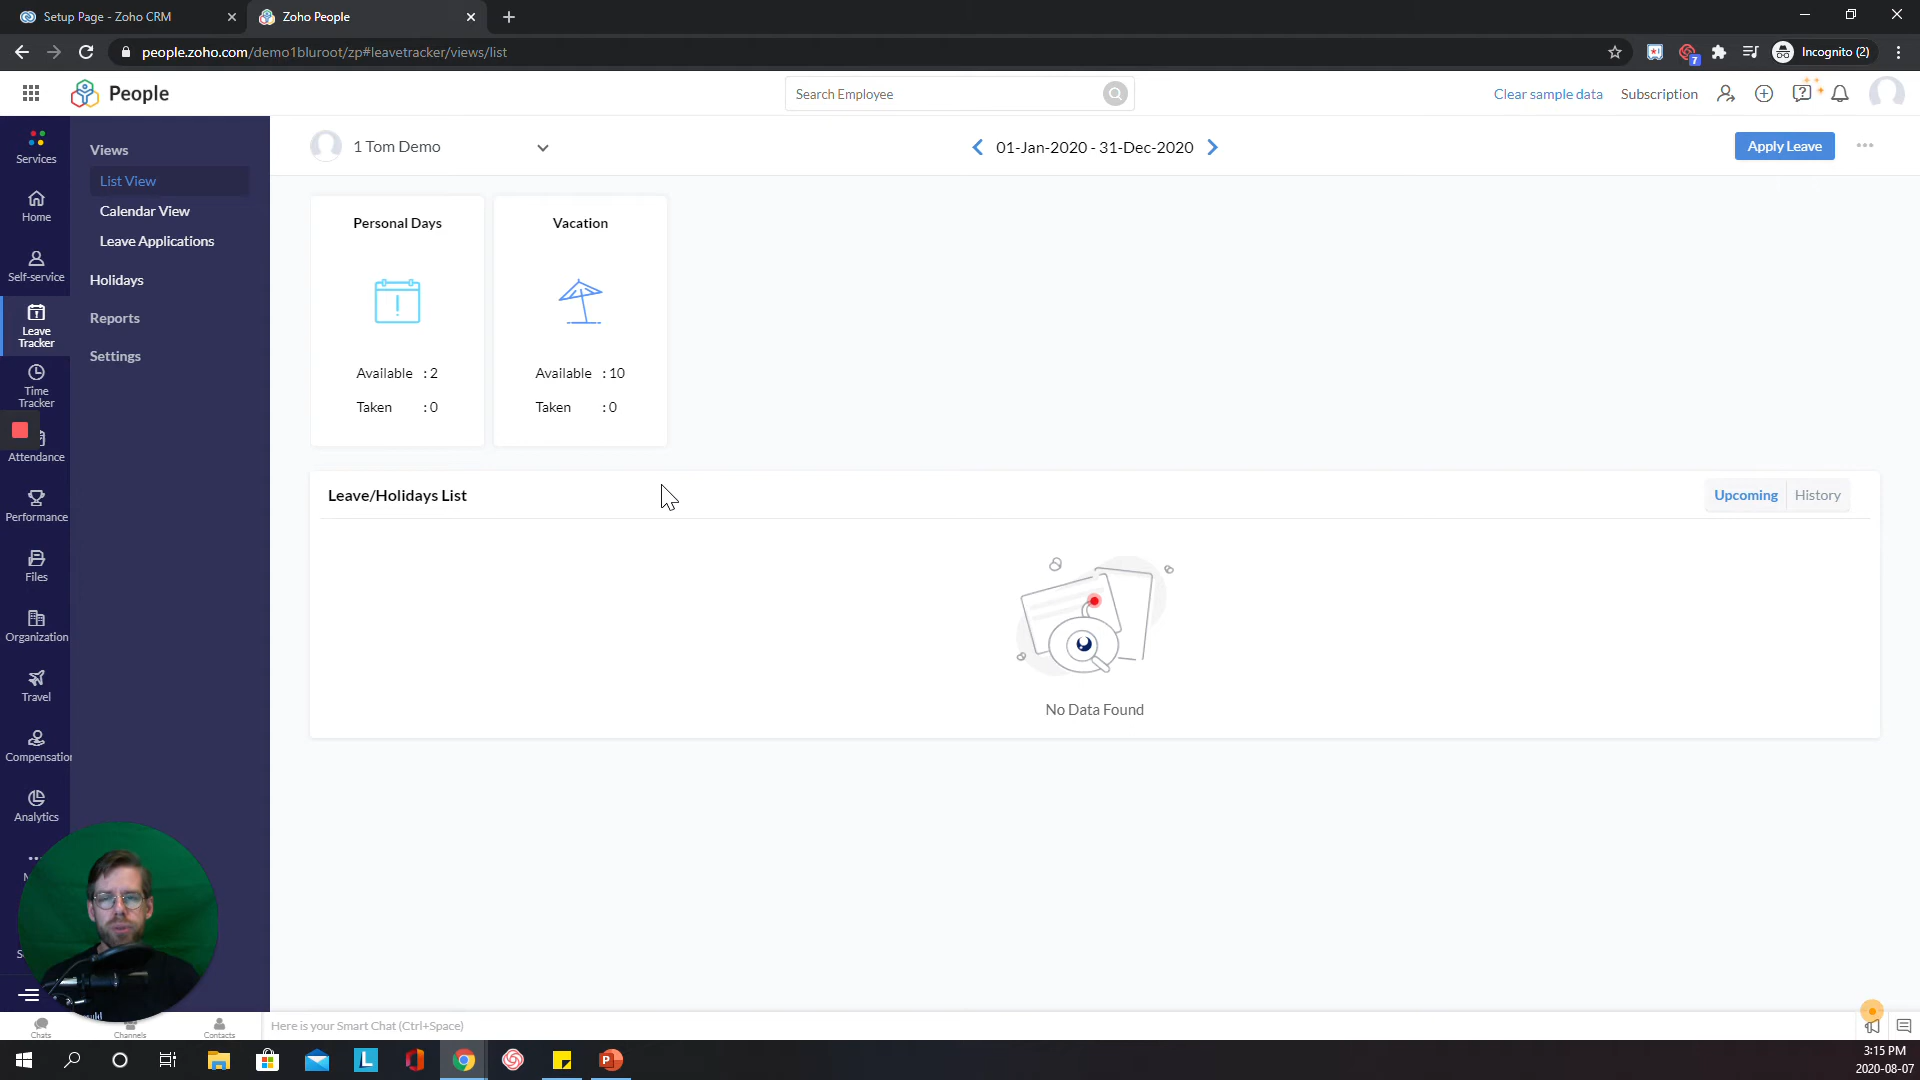 Setup Page - Zoho CRM
Zoho People
people.zoho.com/demo1bluroot/zp#leavetracker/views/list
7
Incognito (2)
People
Search Employee
Clear sample data
Subscription
Services
Home
Self-service
Leave
Tracker
Time
Tracker
Attendance
Performance
Files
Organization
Travel
Compensation
Analytics
Views
List View
Calendar View
Leave Applications
Holidays
Reports
Settings
1 Tom Demo
01-Jan-2020 - 31-Dec-2020
Apply Leave
Personal Days
Available : 2
Taken : 0
Vacation
Available : 10
Taken : 0
Leave/Holidays List
Upcoming
History
No Data Found
Chats
Channels
Contacts
Here is your Smart Chat (Ctrl+Space)
3:15 PM
2020-08-07